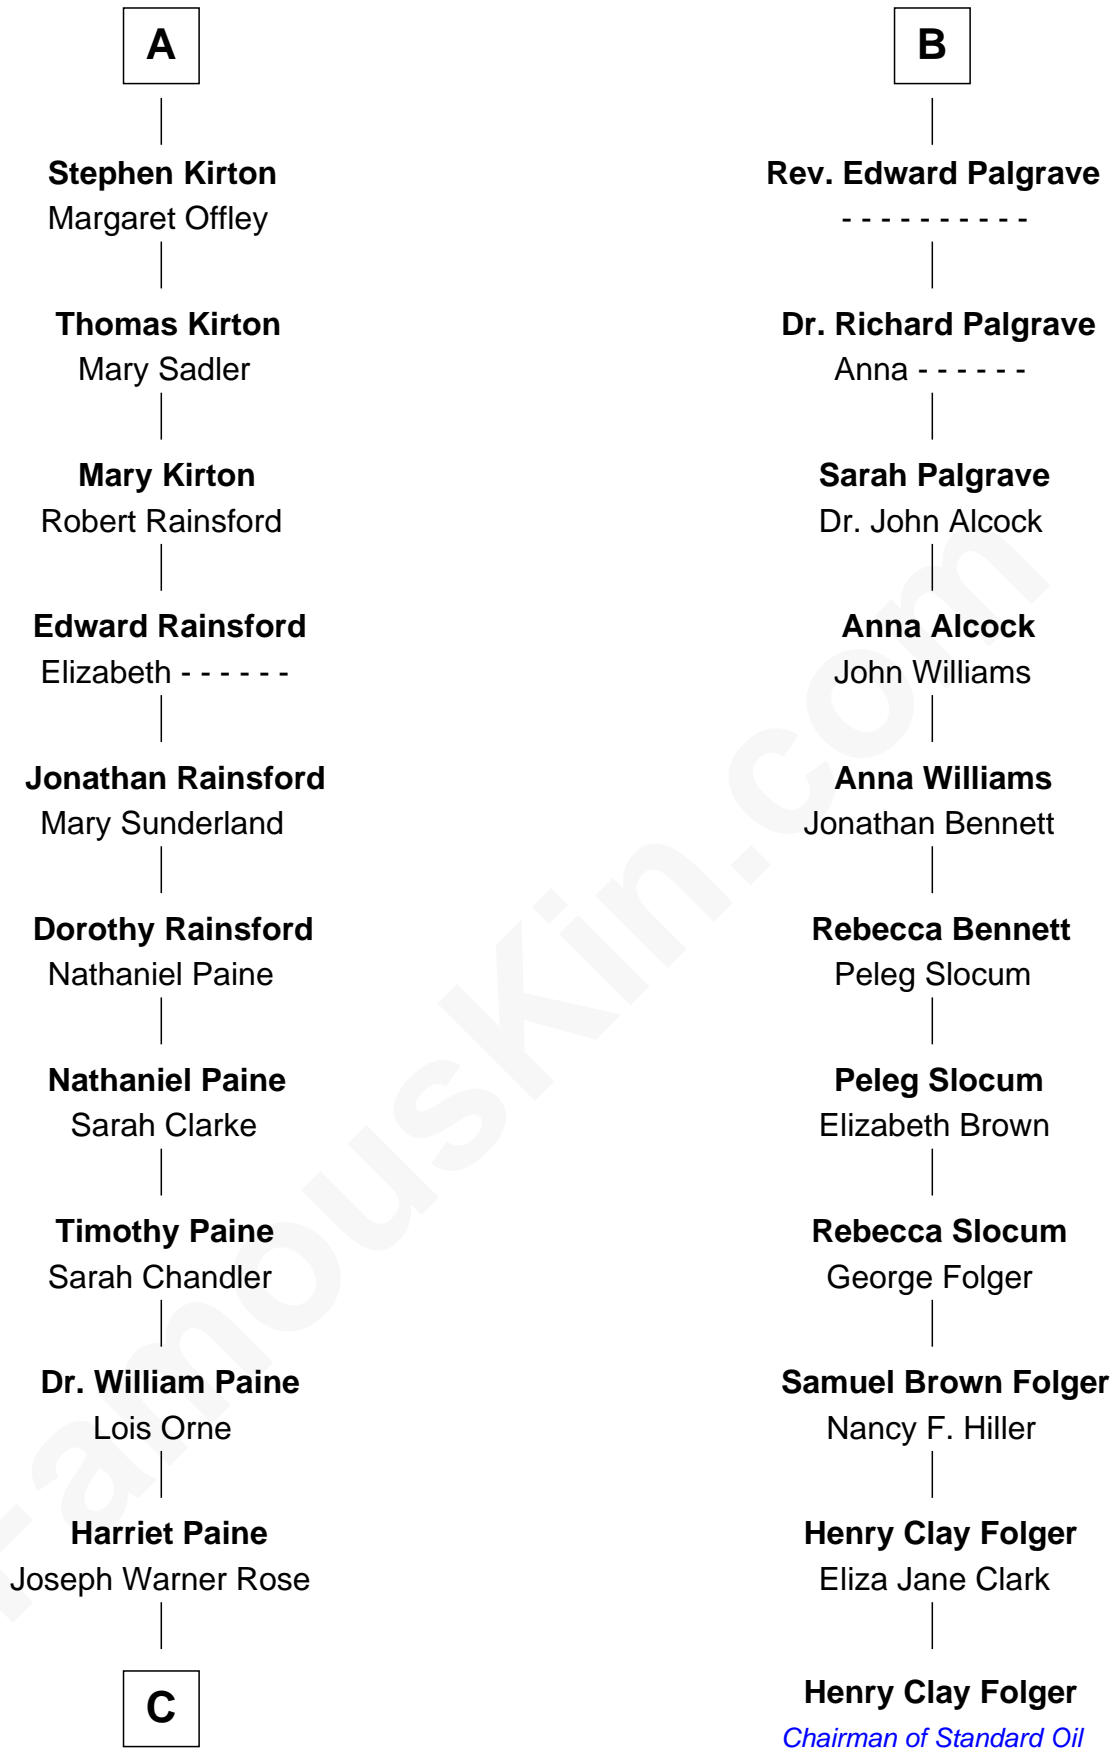 A
Stephen Kirton
Margaret Offley
Thomas Kirton
Mary Sadler
Mary Kirton
Robert Rainsford
Edward Rainsford
Elizabeth - - - - - -
Jonathan Rainsford
Mary Sunderland
Dorothy Rainsford
Nathaniel Paine
Nathaniel Paine
Sarah Clarke
Timothy Paine
Sarah Chandler
Dr. William Paine
Lois Orne
Harriet Paine
Joseph Warner Rose
C
B
Rev. Edward Palgrave
- - - - - - - - - -
Dr. Richard Palgrave
Anna - - - - - -
Sarah Palgrave
Dr. John Alcock
Anna Alcock
John Williams
Anna Williams
Jonathan Bennett
Rebecca Bennett
Peleg Slocum
Peleg Slocum
Elizabeth Brown
Rebecca Slocum
George Folger
Samuel Brown Folger
Nancy F. Hiller
Henry Clay Folger
Eliza Jane Clark
Henry Clay Folger
Chairman of Standard Oil
FamousKin.com